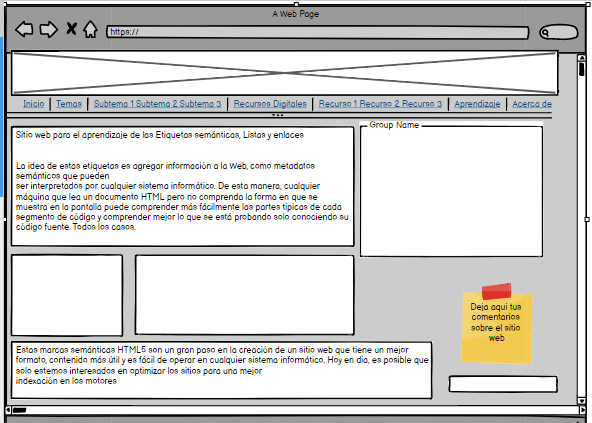 A Web Page
https://
Inicio | Temas | Subtema 1 Subtema 2 Subtema 3 | Recursos Digitales | Recurso 1 Recurso 2 Recurso 3 | Aprendizaje | Acerca de
Sitio web para el aprendizaje de las Etiquetas semánticas, Listas y enlaces
Group Name
La idea de estas etiquetas es agregar información a la Web, como metadatos
semánticos que pueden
ser interpretados por cualquier sistema informático. De esta manera, cualquier
máquina que lea un documento HTML pero no comprenda la forma en que se
muestra en la pantalla puede comprender más fácilmente las partes típicas de cada
segmento de código y comprender mejor lo que se está probando solo conociendo su
código fuente. Todos los casos.
Deja aquí tus
comentarios
sobre el sitio
web
Estas marcas semánticas HTML5 son un gran paso en la creación de un sitio web que tiene un mejor
formato, contenido más útil y es fácil de operar en cualquier sistema informático. Hoy en día, es posible que
solo estemos interesados en optimizar los sitios para una mejor
indexación en los motores